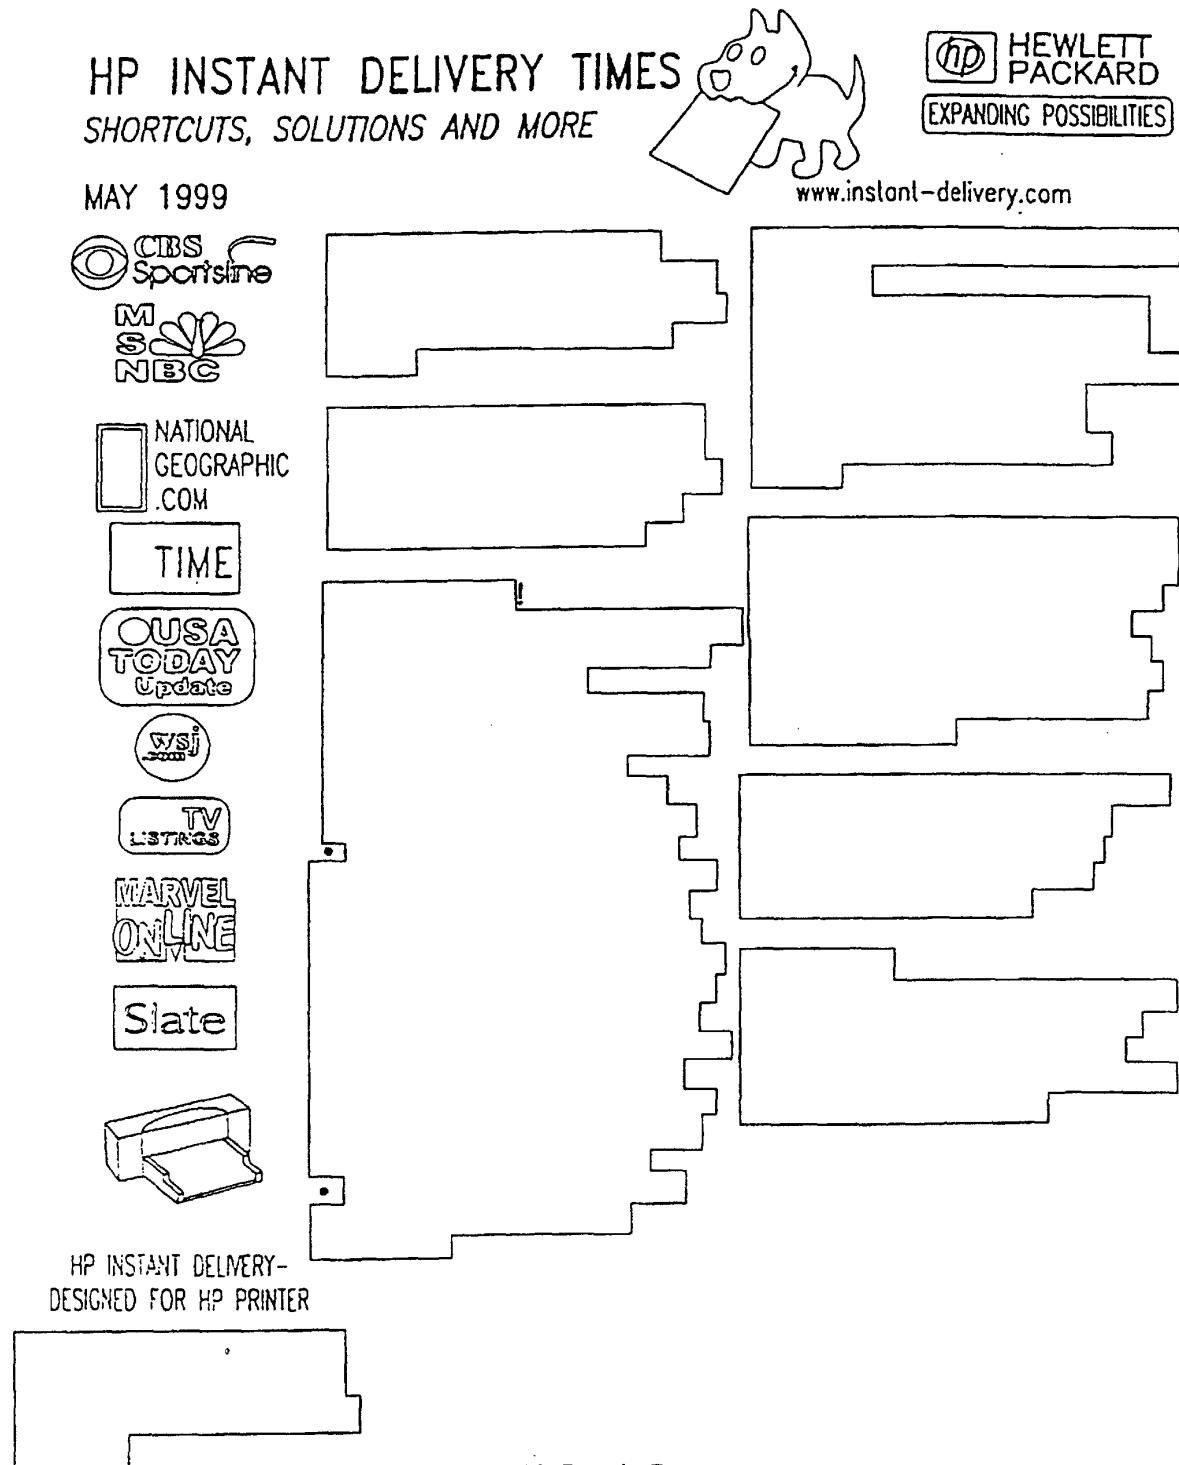 HP INSTANT DELIVERY TIMES
SHORTCUTS, SOLUTIONS AND MORE
hp HEWLETT
PACKARD
EXPANDING POSSIBILITIES
www.instant-delivery.com
MAY 1999
CBS
Sportsline
M
S
NBC
NATIONAL
GEOGRAPHIC
.COM
TIME
USA
TODAY
Update
wsj
.com
TV
LISTINGS
MARVEL
ONLINE
Slate
!
HP INSTANT DELIVERY-
DESIGNED FOR HP PRINTER